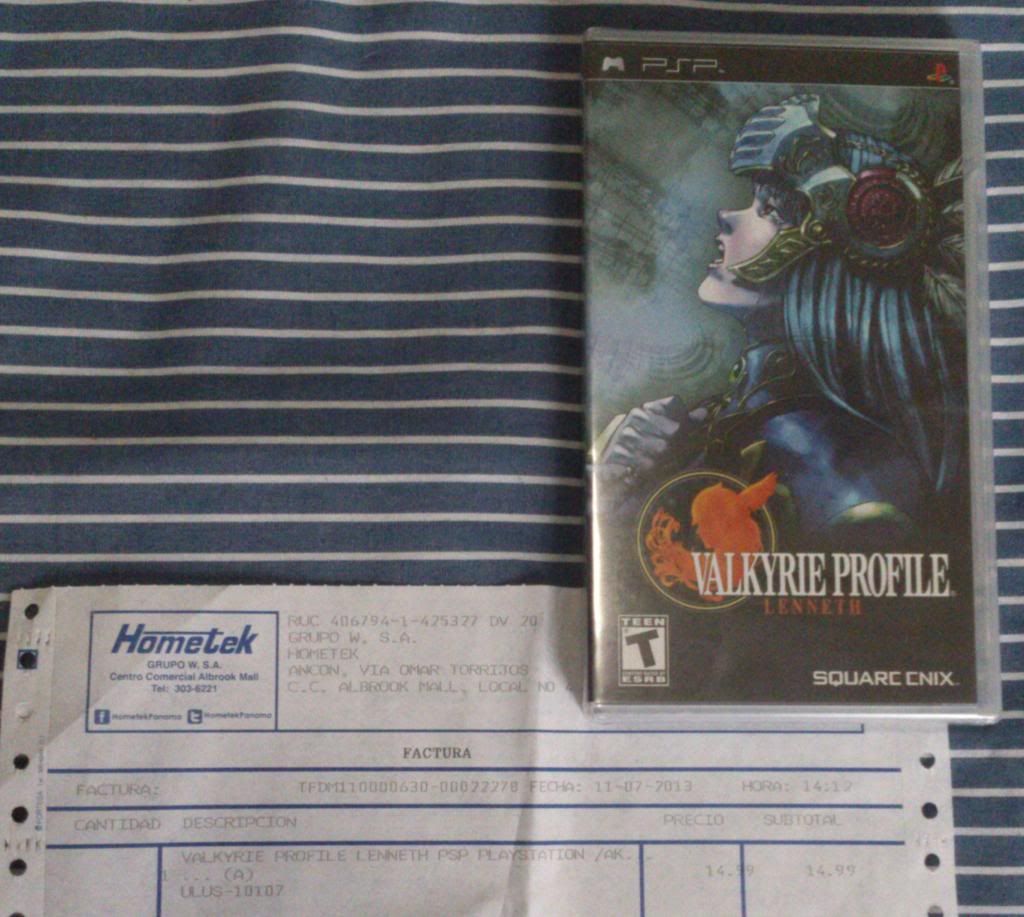 PSP
VALKYRIE PROFILE
LENNETH
TEEN
T
ESRB
SQUARE ENIX
Hometek
GRUPO W, S.A.
Centro Comercial Albrook Mall
Tel: 303-6221
HometekPanama HometekPanama
RUC 406794-1-425327 DV 20
GRUPO W, S.A.
HOMETEK
ANCON, VIA OMAR TORRIJOS
C.C. ALBROOK MALL, LOCAL NO
FACTURA
FACTURA: TFDM110000630-00022270 FECHA: 11-07-2013 HORA: 14:12
CANTIDAD DESCRIPCION PRECIO SUBTOTAL
VALKYRIE PROFILE LENNETH PSP PLAYSTATION /AK...
1 ... (A) 14.99 14.99
ULUS-10107